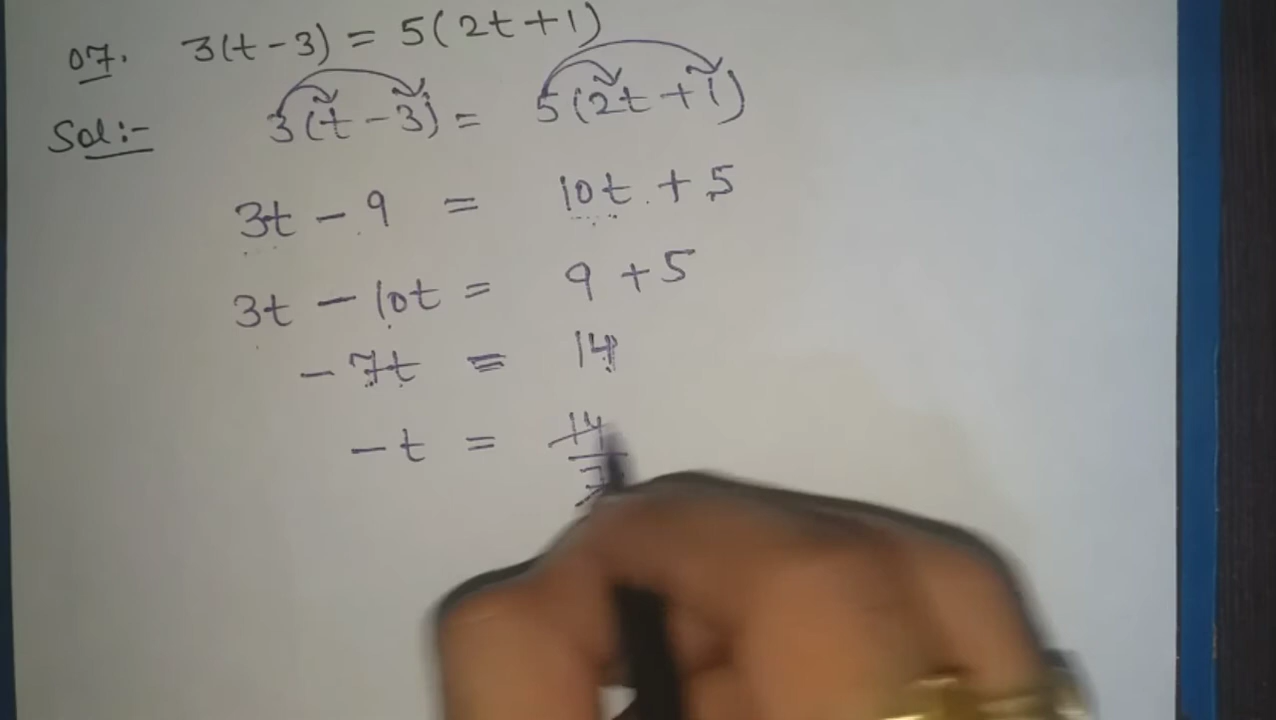 07. 3(t-3) = 5(2t+1)
Sol:- 3(t-3) = 5(2t+1)
3t - 9 = 10t + 5
3t - 10t = 9 + 5
- 7t = 14
- t = 14/7